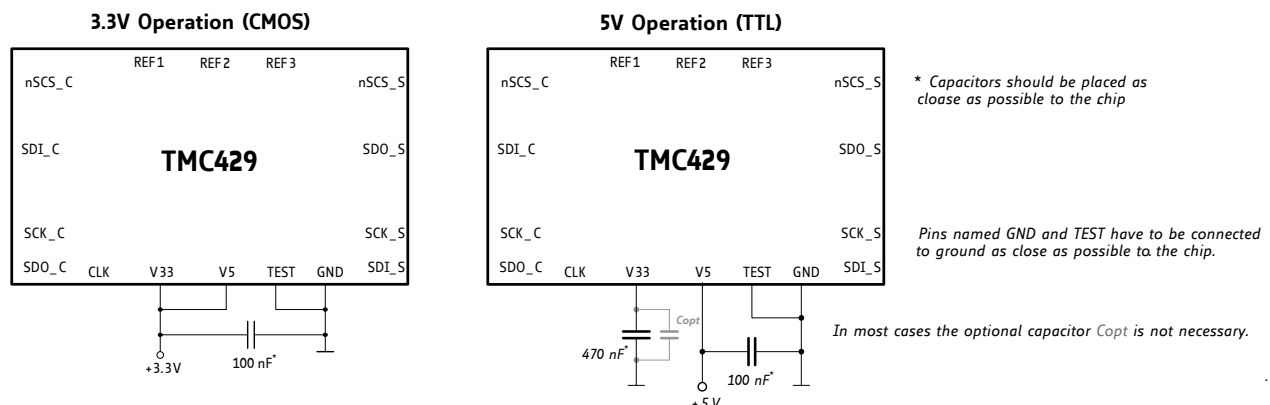 3.3V Operation (CMOS)
REF1 REF2 REF3
nSCS_C nSCS_S
SDI_C TMC429 SDO_S
SCK_C SCK_S
SDO_C CLK V33 V5 TEST GND SDI_S
100 nF*
+3.3V
5V Operation (TTL)
REF1 REF2 REF3
nSCS_C nSCS_S
SDI_C TMC429 SDO_S
SCK_C SCK_S
SDO_C CLK V33 V5 TEST GND SDI_S
Copt
470 nF*
100 nF*
+5V
* Capacitors should be placed as
cloase as possible to the chip
Pins named GND and TEST have to be connected
to ground as close as possible to the chip.
In most cases the optional capacitor Copt is not necessary.
.